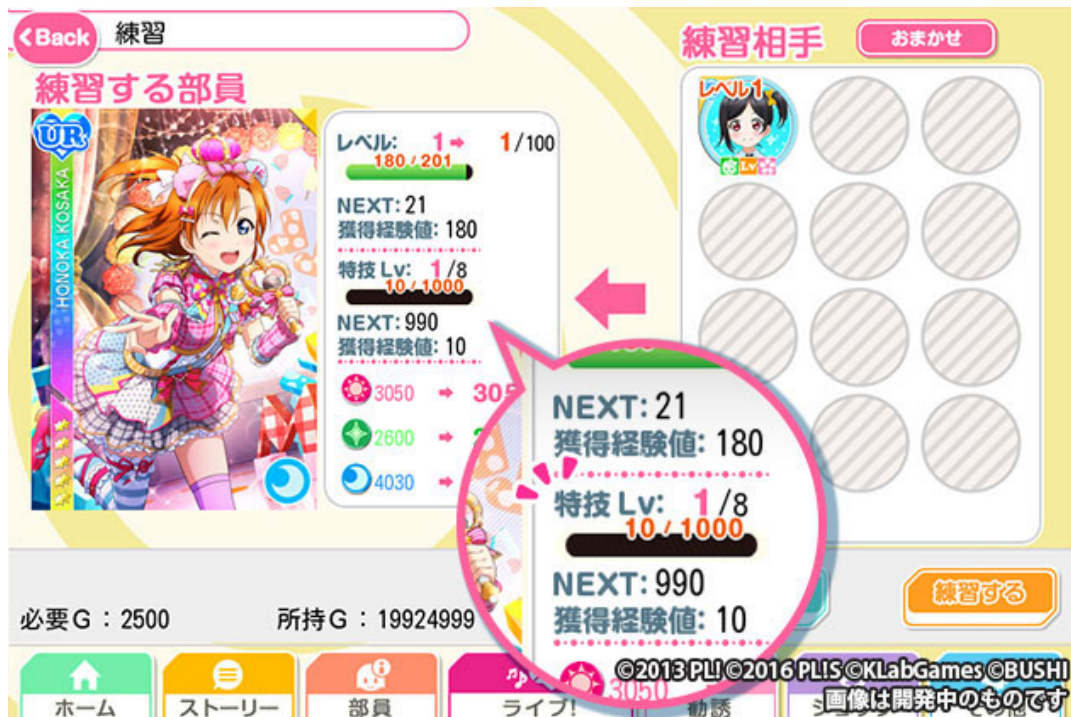 <Back
練習
練習相手
おまかせ
練習する部員
UR
HONOKA KOSAKA
レベル: 1 ➡ 1/100
180/201
NEXT: 21
獲得経験値: 180
特技 Lv: 1/8
10/1000
NEXT: 990
獲得経験値: 10
3050 ➡ 305
2600 ➡
4030 ➡
レベル1
Lv
NEXT: 21
獲得経験値: 180
特技 Lv: 1/8
10/1000
NEXT: 990
獲得経験値: 10
3050
必要G：2500
所持G：19924999
練習する
©2013 PL! ©2016 PL!S ©KLabGames ©BUSHI
画像は開発中のものです
ホーム
ストーリー
部員
ライブ!
勧誘